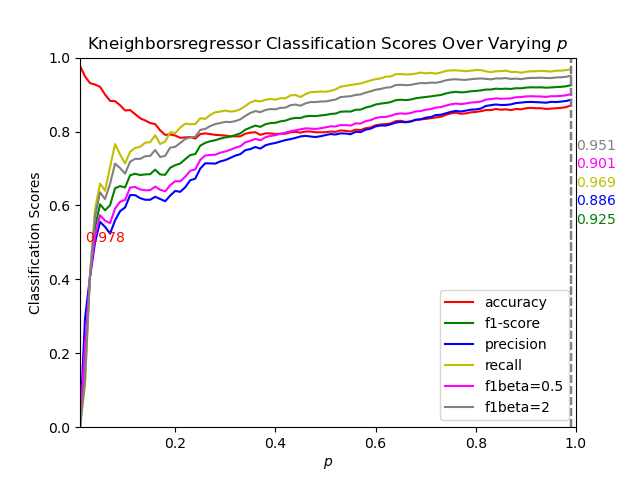 Kneighborsregressor Classification Scores Over Varying p
Classification Scores
1.0
0.8
0.6
0.4
0.2
0.0
0.978
0.951
0.901
0.969
0.886
0.925
accuracy
f1-score
precision
recall
f1beta=0.5
f1beta=2
0.2 0.4 0.6 0.8 1.0
p